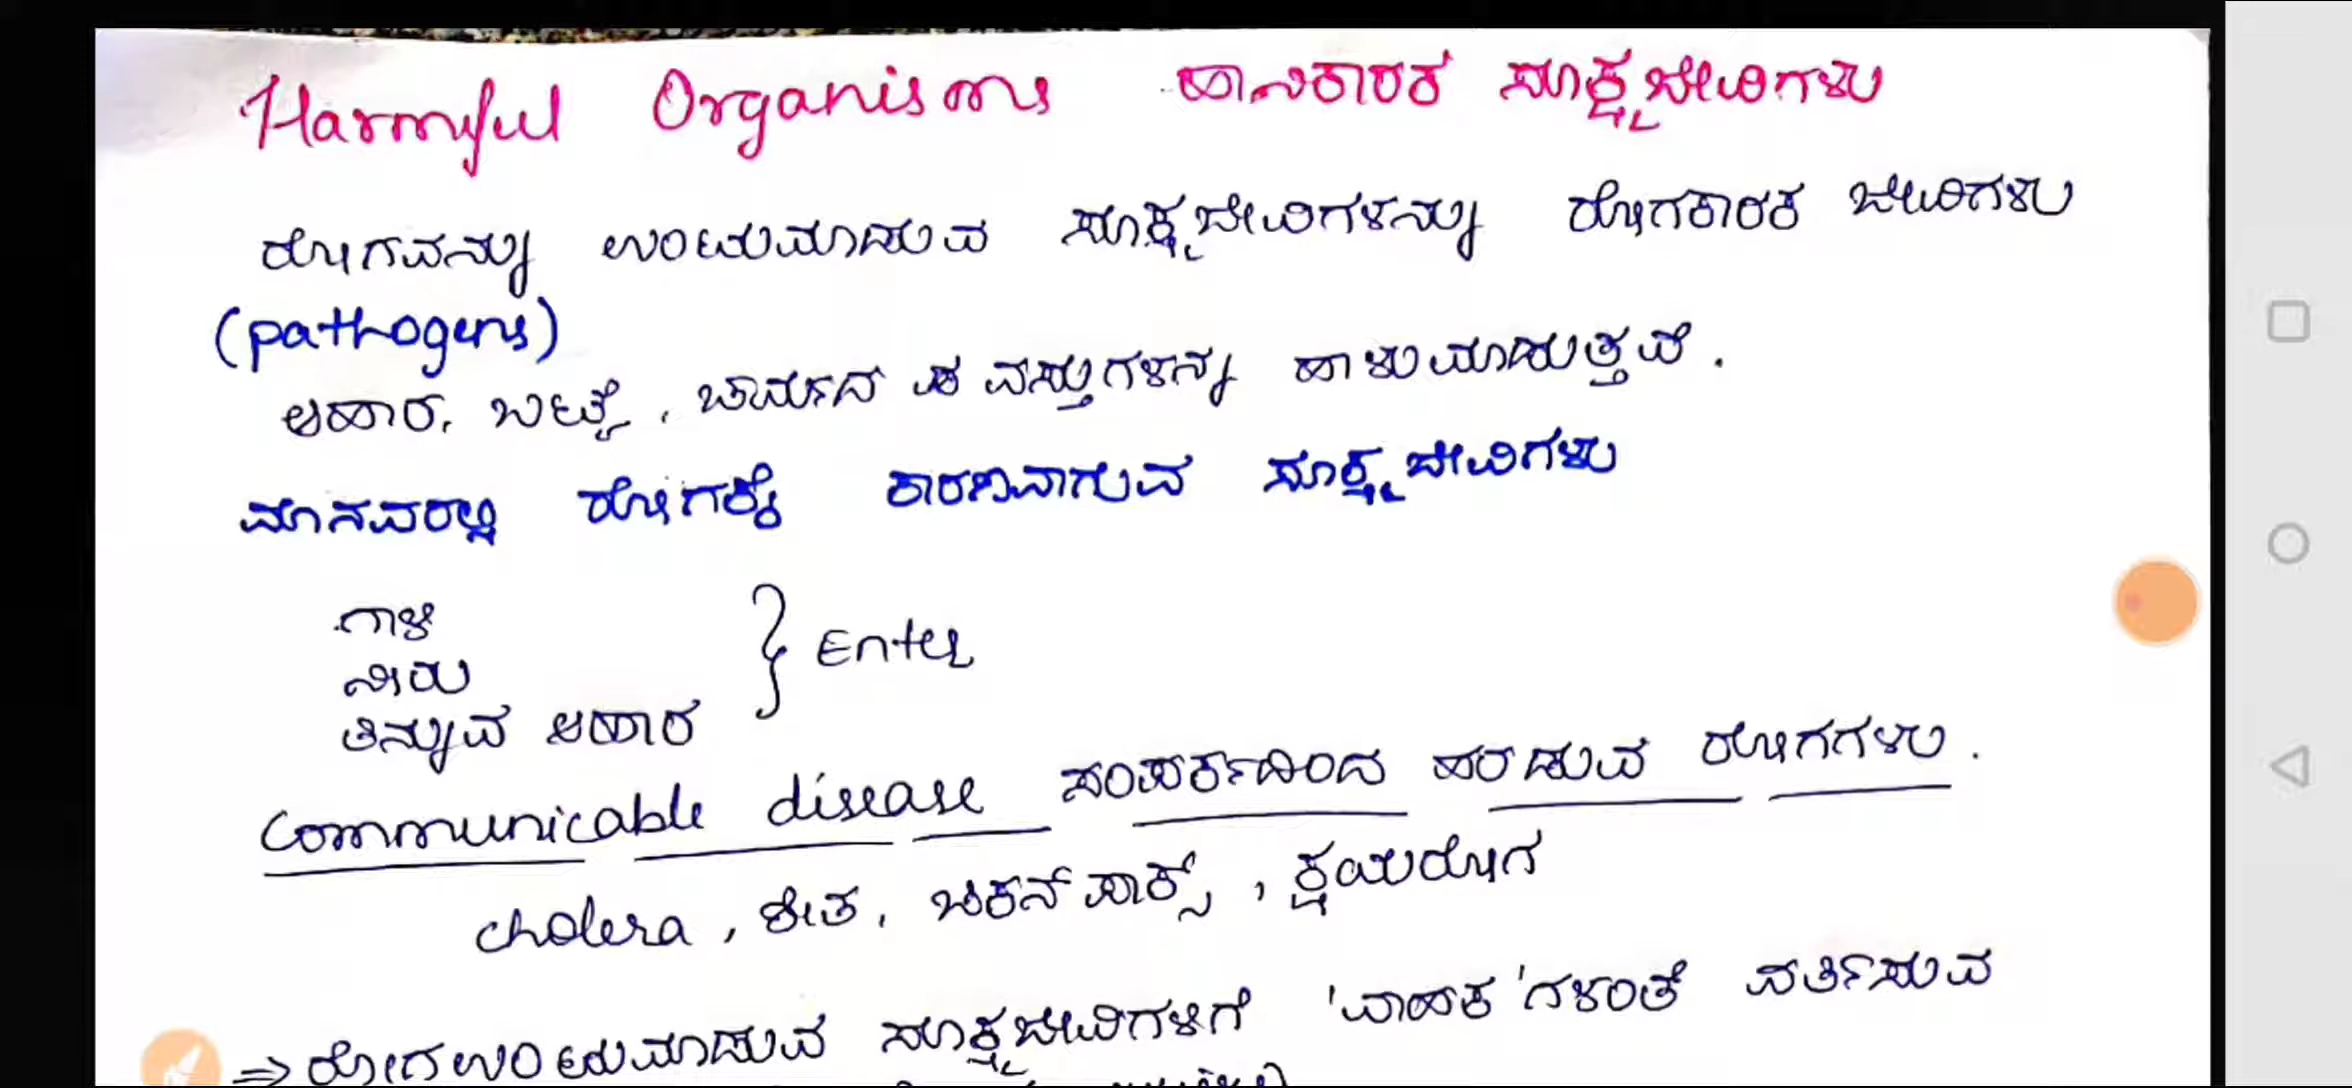 Harmful Organisms ಹಾನಿಕಾರಕ ಸೂಕ್ಷ್ಮಜೀವಿಗಳು
ರೋಗವನ್ನು ಉಂಟುಮಾಡುವ ಸೂಕ್ಷ್ಮಜೀವಿಗಳನ್ನು ರೋಗಕಾರಕ ಜೀವಿಗಳು
(pathogens)
ಆಹಾರ, ಬಟ್ಟೆ, ಚರ್ಮದ ವಸ್ತುಗಳನ್ನು ಹಾಳುಮಾಡುತ್ತವೆ.
ಮಾನವರಲ್ಲಿ ರೋಗಕ್ಕೆ ಕಾರಣವಾಗುವ ಸೂಕ್ಷ್ಮಜೀವಿಗಳು
ಗಾಳಿ
ನೀರು
ತಿನ್ನುವ ಆಹಾರ
Enter
Communicable disease ಸಂಪರ್ಕದಿಂದ ಹರಡುವ ರೋಗಗಳು.
cholera, ಶೀತ, ಚಿಕನ್ ಪಾಕ್ಸ್, ಕ್ಷಯರೋಗ
⇒ ರೋಗಉಂಟುಮಾಡುವ ಸೂಕ್ಷ್ಮಜೀವಿಗಳಿಗೆ 'ವಾಹಕ'ಗಳಂತೆ ವರ್ತಿಸುವ